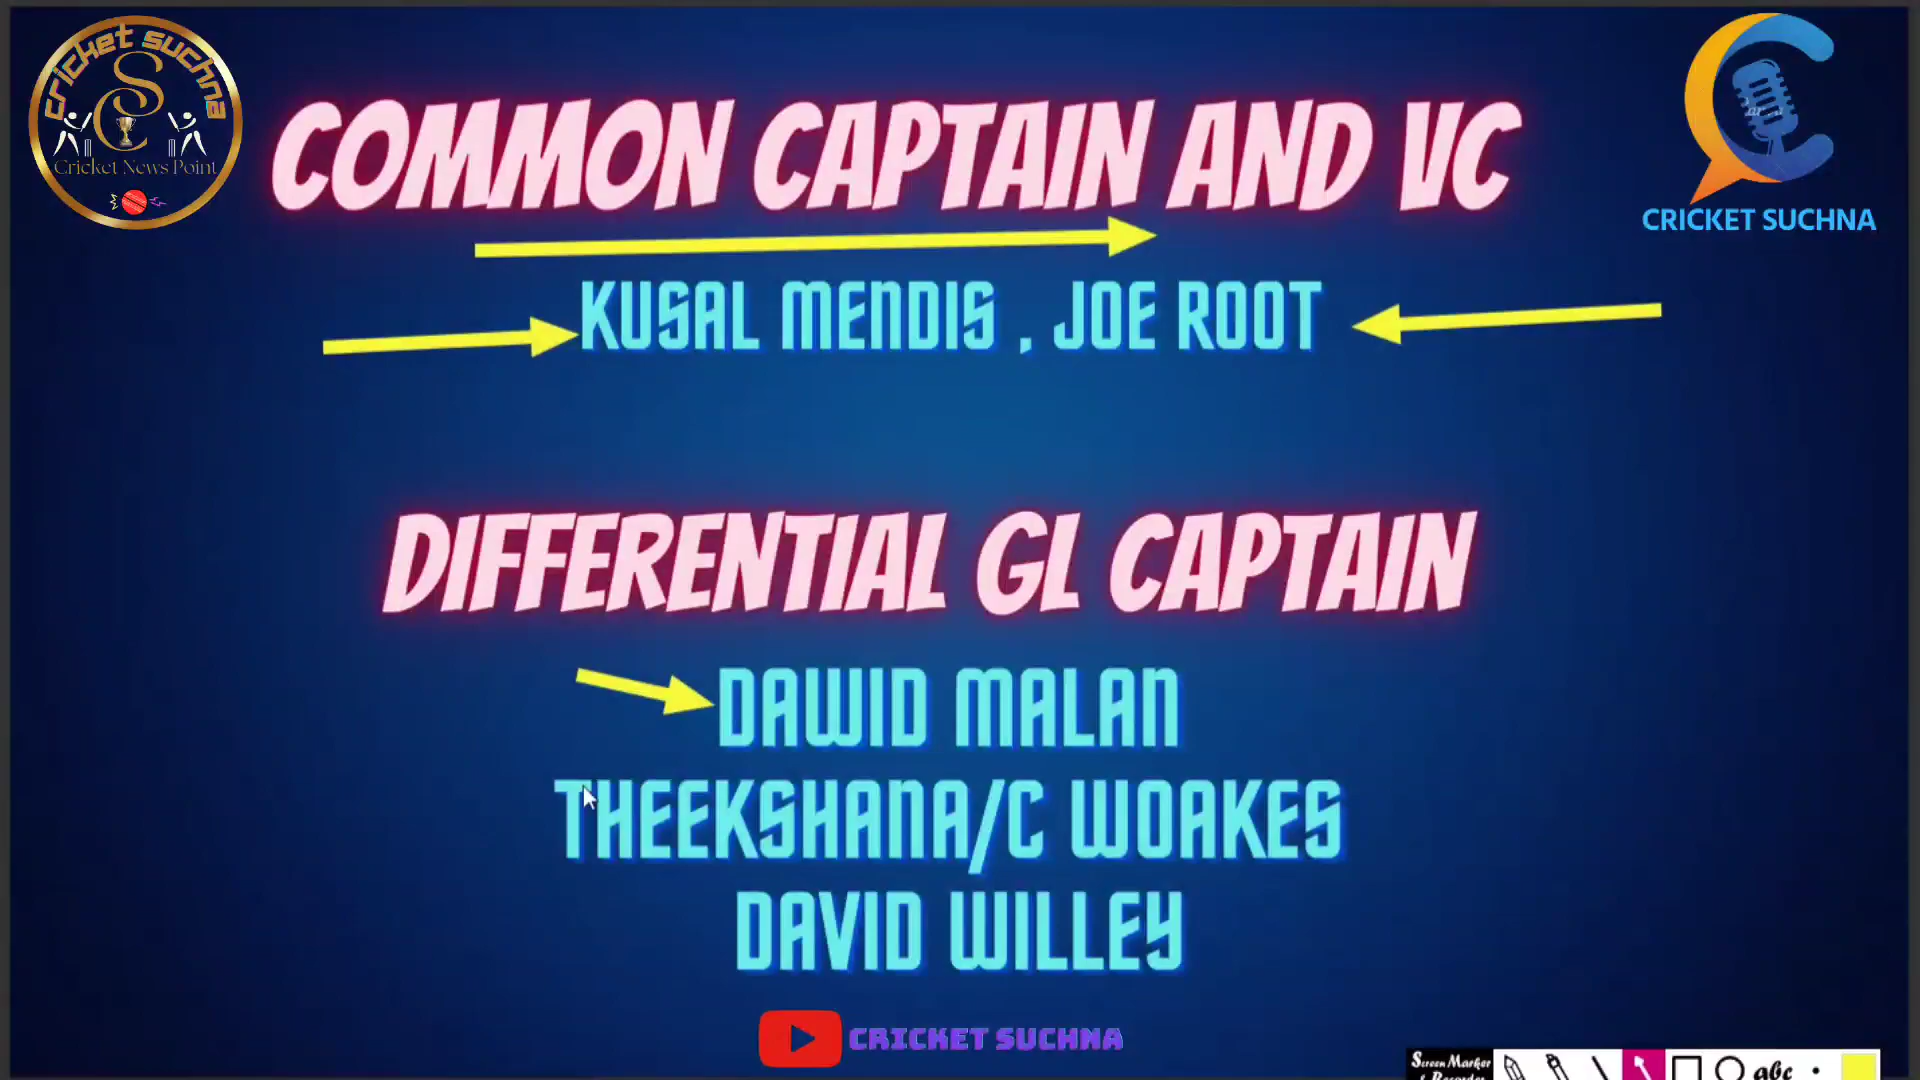 cricket suchna
SC
Cricket News Point
CRICKET SUCHNA
COMMON CAPTAIN AND VC
KUSAL MENDIS , JOE ROOT
DIFFERENTIAL GL CAPTAIN
DAWID MALAN
THEEKSHANA/C WOAKES
DAVID WILLEY
CRICKET SUCHNA
Screen Marker
abc